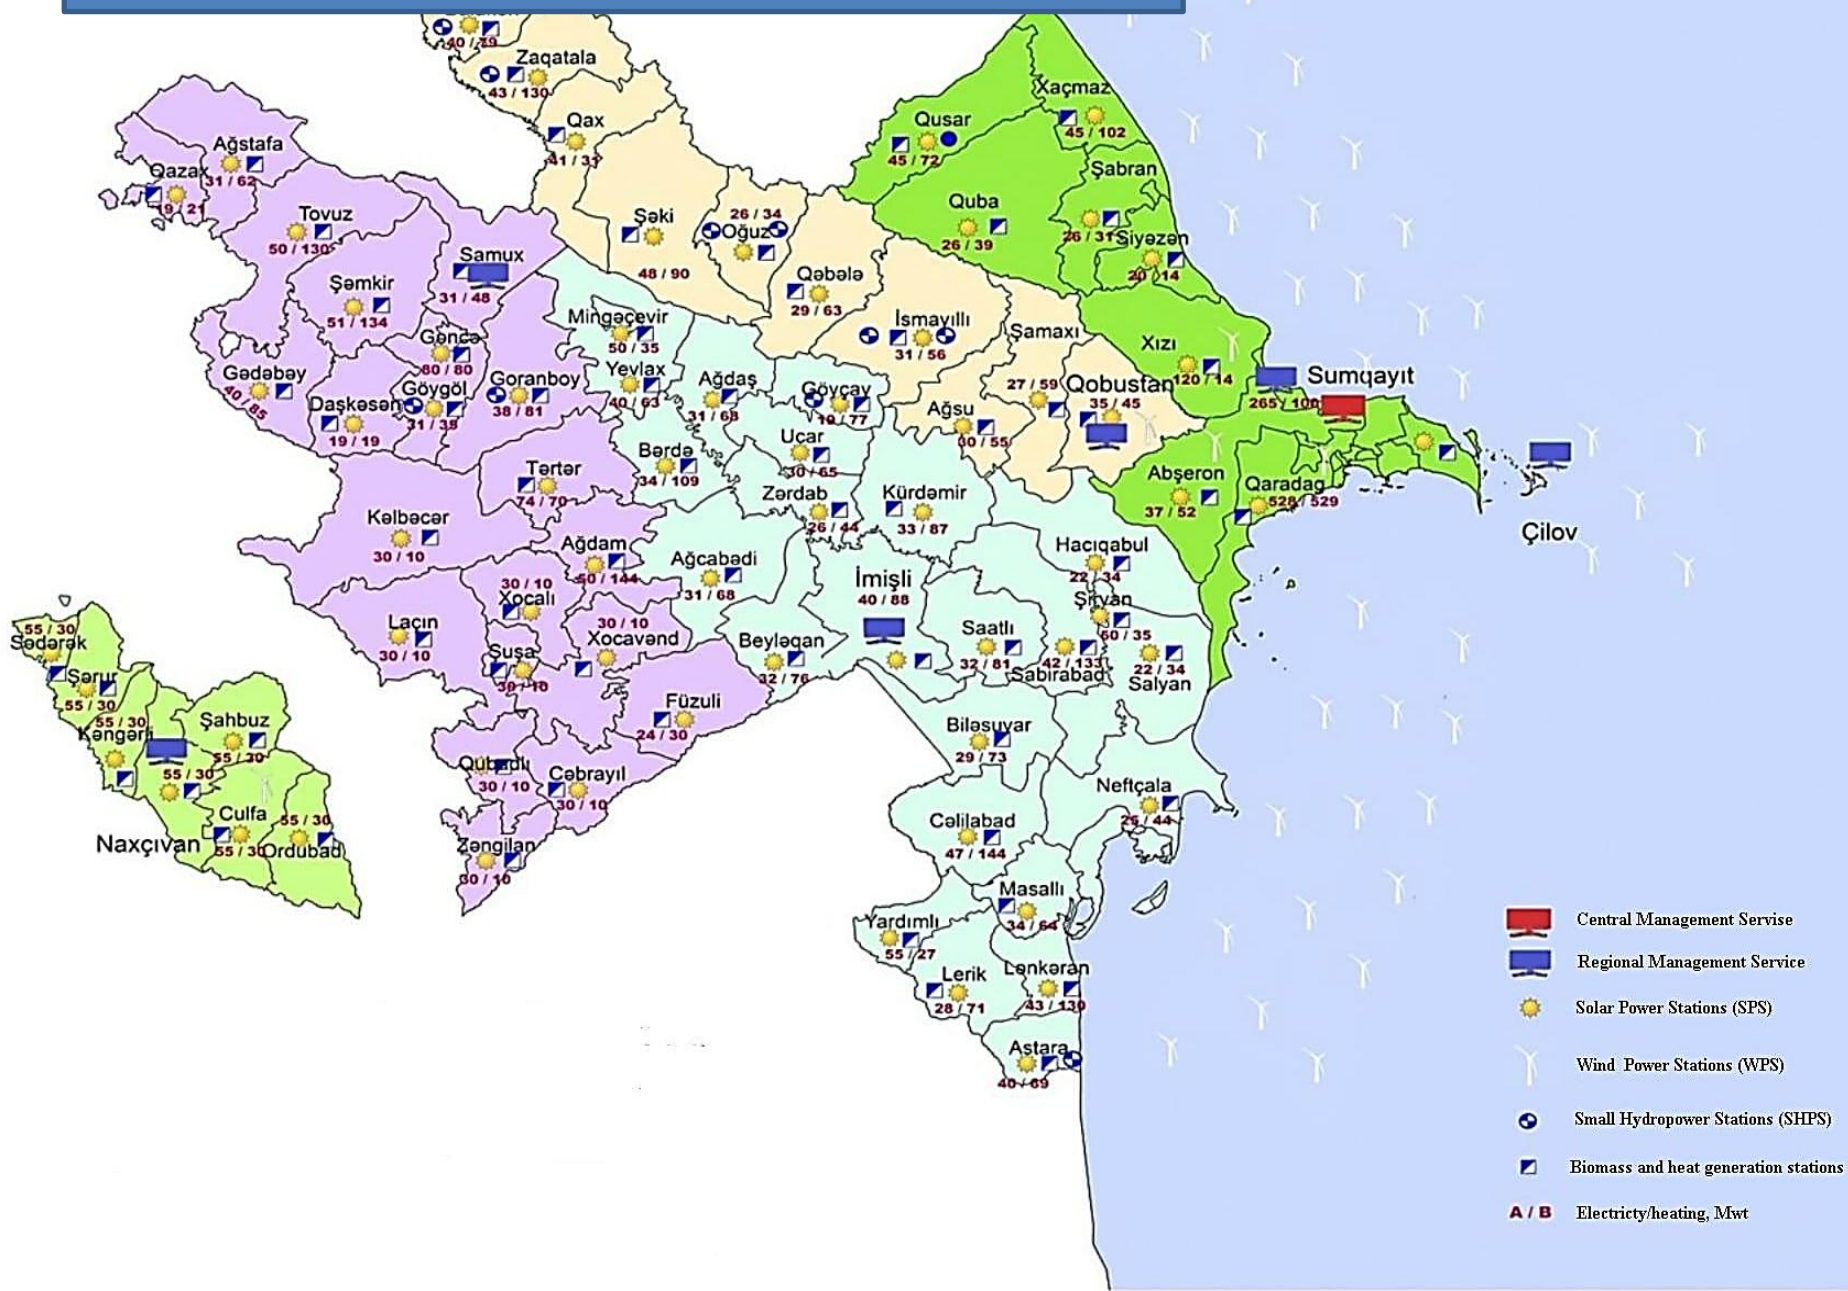 40 / 79
Zaqatala
43 / 130
Qax
41 / 31
Xaçmaz
45 / 102
Qusar
45 / 72
Şabran
26 / 31
Quba
26 / 39
Siyəzən
20 / 14
Ağstafa
31 / 62
Qazax
19 / 21
Tovuz
50 / 130
Samux
31 / 48
Şəmkir
51 / 134
Şəki
48 / 90
26 / 34
Oğuz
Qəbələ
29 / 63
İsmayıllı
31 / 56
Şamaxı
27 / 59
Xızı
120 / 14
Mingəçevir
50 / 35
Gəncə
80 / 80
Gədəbəy
40 / 85
Daşkəsən
19 / 19
Göygöl
31 / 35
Goranboy
38 / 81
Yevlax
40 / 63
Ağdaş
31 / 68
Göyçay
19 / 77
Ağsu
30 / 55
Qobustan
35 / 45
Sumqayıt
265 / 100
Ucar
30 / 65
Bərdə
34 / 109
Tərtər
74 / 70
Zərdab
26 / 44
Kürdəmir
33 / 87
Abşeron
37 / 52
Qaradag
528 / 529
Çilov
Kəlbəcər
30 / 10
Ağdam
50 / 144
Ağcabədi
31 / 68
İmişli
40 / 88
Hacıqabul
22 / 34
Şirvan
60 / 35
30 / 10
Xocalı
Laçın
30 / 10
30 / 10
Xocavənd
Şuşa
30 / 10
Beyləqan
32 / 76
Saatlı
32 / 81
42 / 133
Sabirabad
22 / 34
Salyan
55 / 30
Sədərək
Şərur
55 / 30
55 / 30
Kəngərli
Şahbuz
55 / 30
55 / 30
Culfa
55 / 30
55 / 30
Ordubad
Naxçıvan
Füzuli
24 / 30
Qubadlı
30 / 10
Cəbrayıl
30 / 10
Zəngilan
30 / 10
Biləsuvar
29 / 73
Neftçala
25 / 44
Cəlilabad
47 / 144
Masallı
34 / 64
Yardımlı
55 / 27
Lerik
28 / 71
Lənkəran
43 / 130
Astara
40 / 69
Central Management Servise
Regional Management Service
Solar Power Stations (SPS)
Wind Power Stations (WPS)
Small Hydropower Stations (SHPS)
Biomass and heat generation stations
A / B Electricty/heating, Mwt